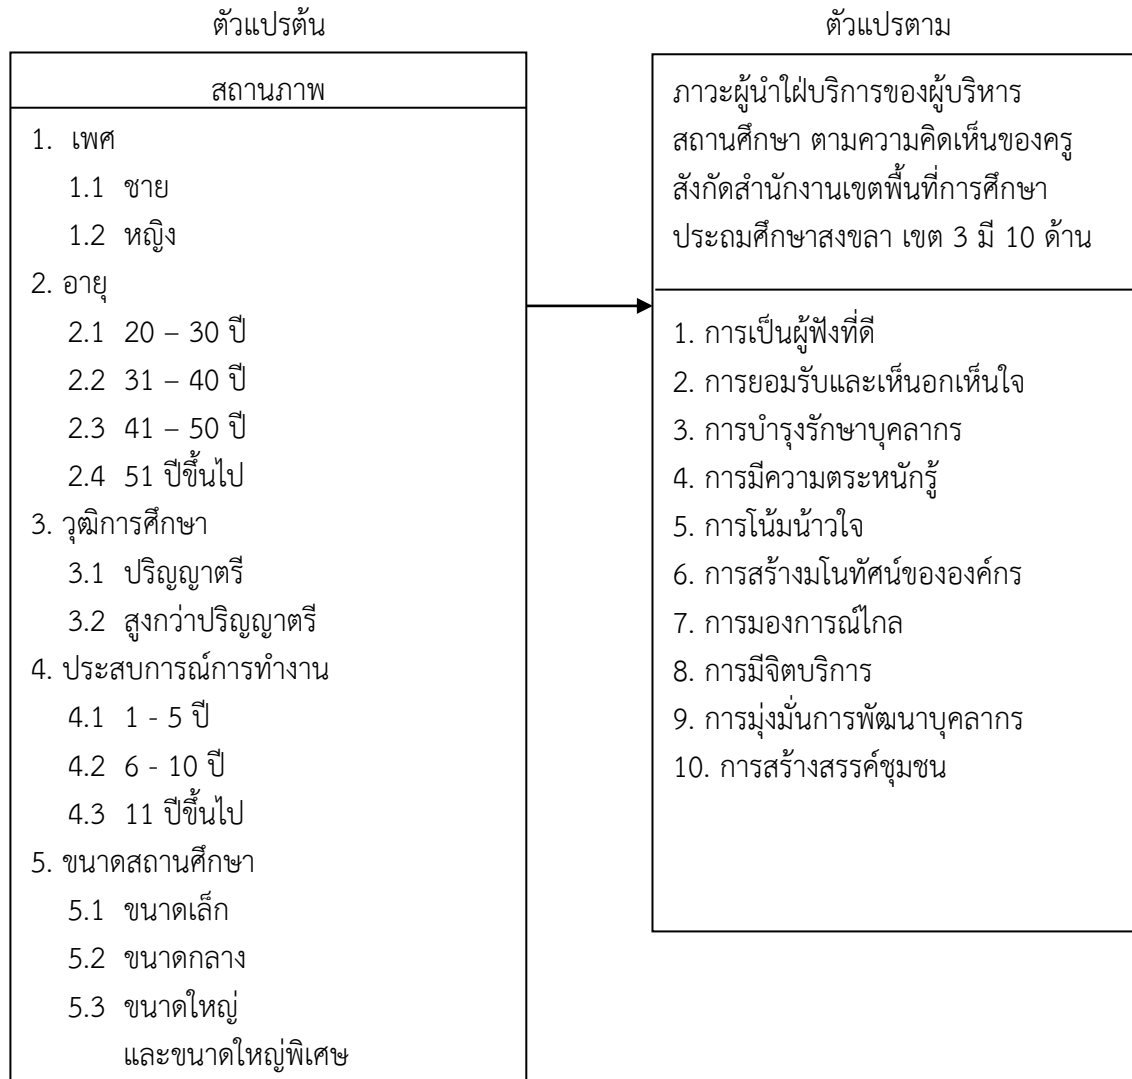 ตัวแปรต้น
สถานภาพ
1. เพศ
1.1 ชาย
1.2 หญิง
2. อายุ
2.1 20 – 30 ปี
2.2 31 – 40 ปี
2.3 41 – 50 ปี
2.4 51 ปีขึ้นไป
3. วุฒิการศึกษา
3.1 ปริญญาตรี
3.2 สูงกว่าปริญญาตรี
4. ประสบการณ์การทำงาน
4.1 1 - 5 ปี
4.2 6 - 10 ปี
4.3 11 ปีขึ้นไป
5. ขนาดสถานศึกษา
5.1 ขนาดเล็ก
5.2 ขนาดกลาง
5.3 ขนาดใหญ่
และขนาดใหญ่พิเศษ
ตัวแปรตาม
ภาวะผู้นำใฝ่บริการของผู้บริหาร
สถานศึกษา ตามความคิดเห็นของครู
สังกัดสำนักงานเขตพื้นที่การศึกษา
ประถมศึกษาสงขลา เขต 3 มี 10 ด้าน
1. การเป็นผู้ฟังที่ดี
2. การยอมรับและเห็นอกเห็นใจ
3. การบำรุงรักษาบุคลากร
4. การมีความตระหนักรู้
5. การโน้มน้าวใจ
6. การสร้างมโนทัศน์ขององค์กร
7. การมองการณ์ไกล
8. การมีจิตบริการ
9. การมุ่งมั่นการพัฒนาบุคลากร
10. การสร้างสรรค์ชุมชน